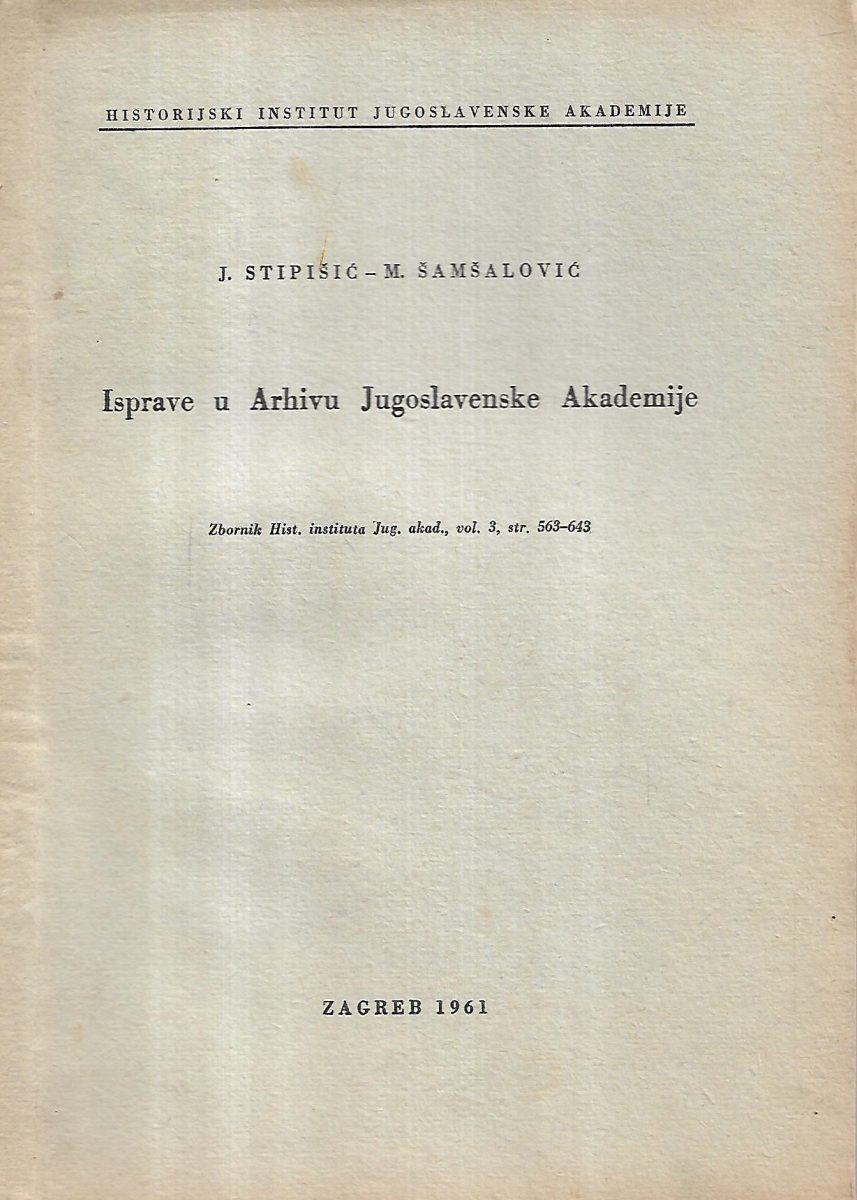 HISTORIJSKI INSTITUT JUGOSLAVENSKE AKADEMIJE
J. STIPIŠIĆ – M. ŠAMŠALOVIĆ
Isprave u Arhivu Jugoslavenske Akademije
Zbornik Hist. instituta Jug. akad., vol. 3, str. 563–643
ZAGREB 1961